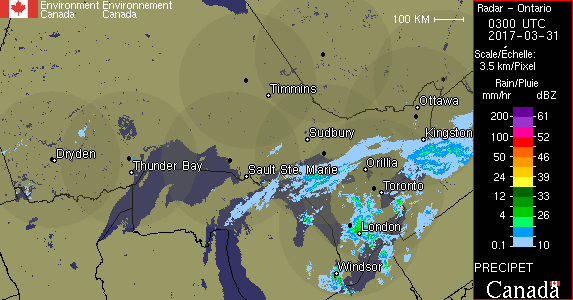 Environment Environnement
Canada Canada
100 KM
Timmins
Ottawa
Sudbury
Kingston
Dryden
Thunder Bay
Sault Ste. Marie
Orillia
Toronto
London
Windsor
Radar - Ontario
0300 UTC
2017-03-31
Scale/Échelle:
3.5 km/Pixel
Rain/Pluie
mm/hr dBZ
200 61
100 52
50 46
24 39
12 33
4 26
0.1 10
PRECIPET
Canada